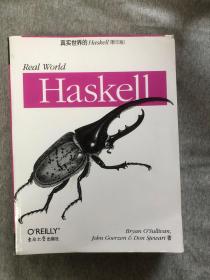 真实世界的Haskell(影印版)
Real World
Haskell
O'REILLY®
东南大学出版社
Bryan O'Sullivan,
John Goerzen & Don Stewart 著